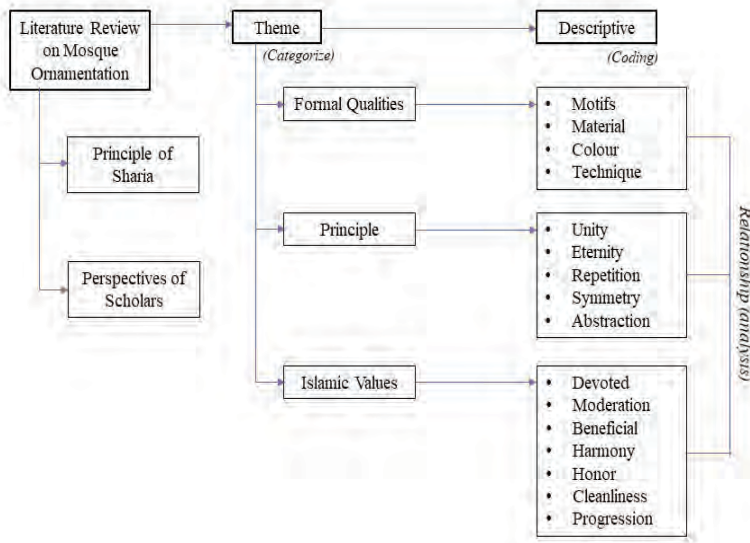 Literature Review
on Mosque
Ornamentation
Theme
(Categorize)
Descriptive
(Coding)
Principle of
Sharia
Perspectives of
Scholars
Formal Qualities
• Motifs
• Material
• Colour
• Technique
Principle
• Unity
• Eternity
• Repetition
• Symmetry
• Abstraction
Islamic Values
• Devoted
• Moderation
• Beneficial
• Harmony
• Honor
• Cleanliness
• Progression
Relationship (analysis)